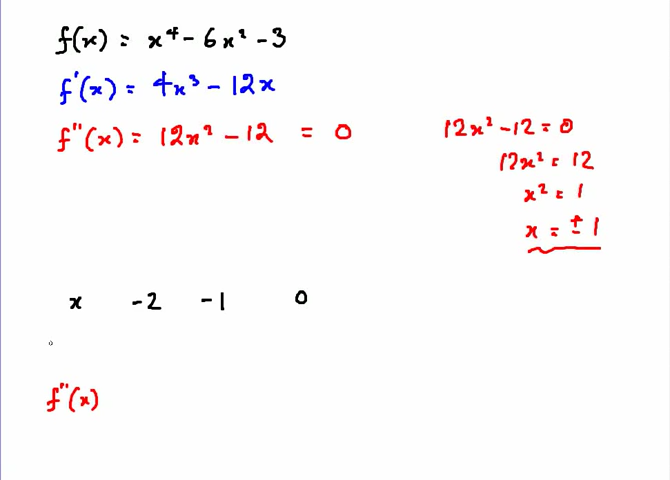 f(x) = x⁴ - 6x² - 3
f'(x) = 4x³ - 12x
f''(x) = 12x² - 12 = 0
12x² - 12 = 0
12x² = 12
x² = 1
x = ± 1
x -2 -1 0
f''(x)